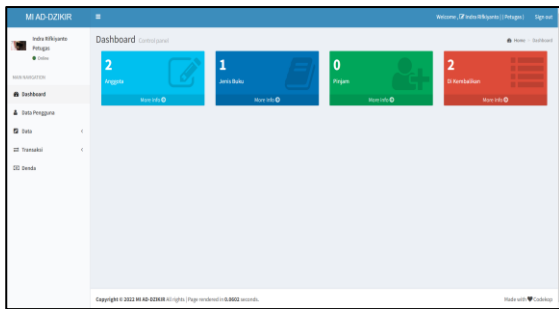 MI AD-DZIKIR
Welcome, Indra Rifkiyanto | ( Petugas )
Sign out
Indra Rifkiyanto
Petugas
Online
MAIN NAVIGATION
Dashboard
Data Pengguna
Data
Transaksi
Denda
Dashboard Control panel
Home > Dashboard
2
Anggota
More info
1
Jenis Buku
More info
0
Pinjam
More info
2
Di Kembalikan
More info
Copyright © 2022 MI AD-DZIKIR All rights | Page rendered in 0.0602 seconds.
Made with Codekop